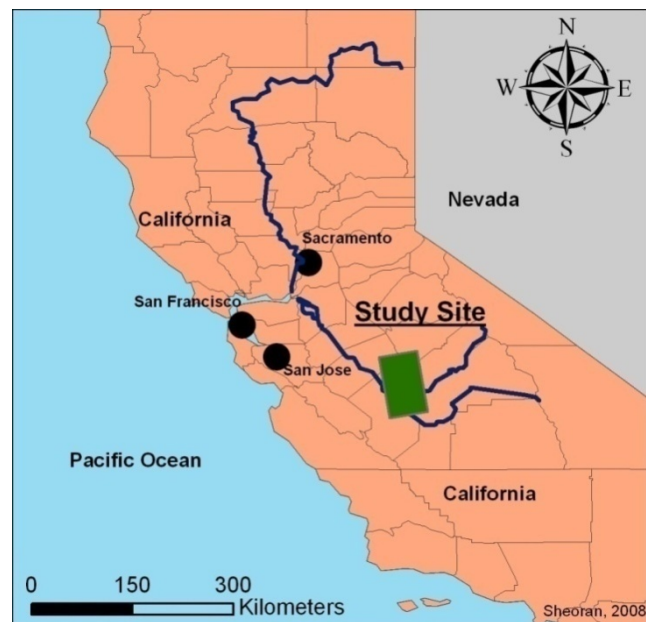 N
W E
S
Nevada
California
Sacramento
San Francisco
Study Site
San Jose
Pacific Ocean
California
0 150 300
Kilometers
Sheoran, 2008